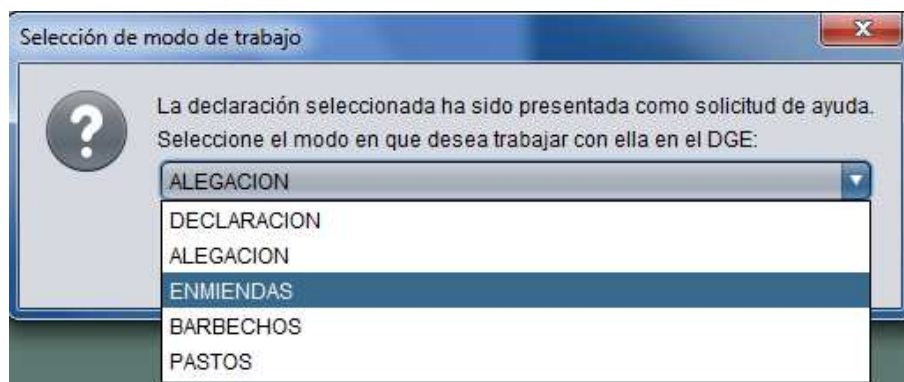 Selección de modo de trabajo
La declaración seleccionada ha sido presentada como solicitud de ayuda.
Seleccione el modo en que desea trabajar con ella en el DGE:
ALEGACION
DECLARACION
ALEGACION
ENMIENDAS
BARBECHOS
PASTOS